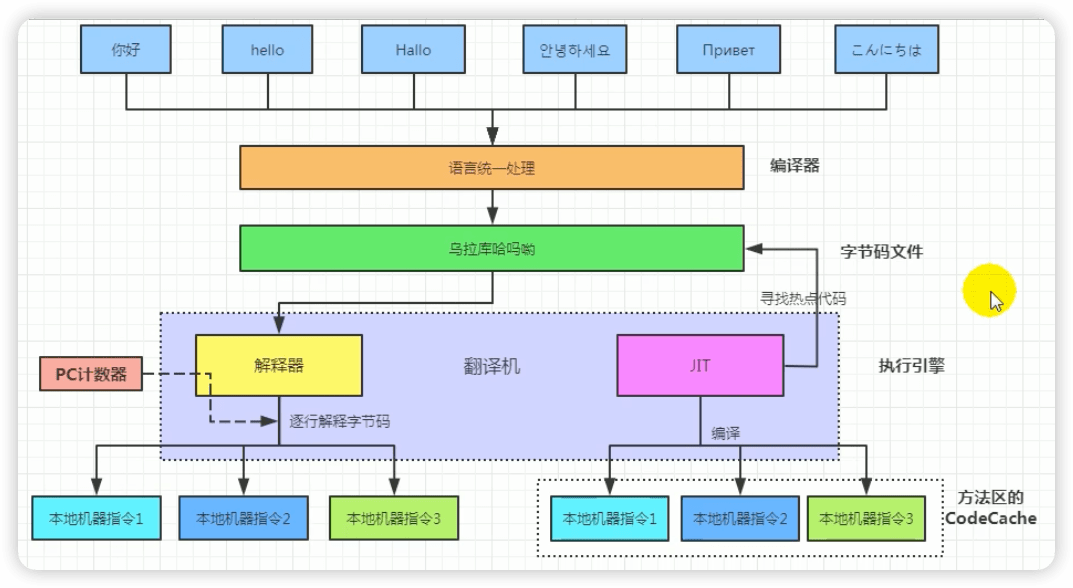 你好
hello
Hallo
안녕하세요
Привет
こんにちは
语言统一处理
编译器
乌拉库哈吗哟
字节码文件
寻找热点代码
解释器
翻译机
JIT
执行引擎
PC计数器
逐行解释字节码
编译
本地机器指令1
本地机器指令2
本地机器指令3
本地机器指令1
本地机器指令2
本地机器指令3
方法区的
CodeCache